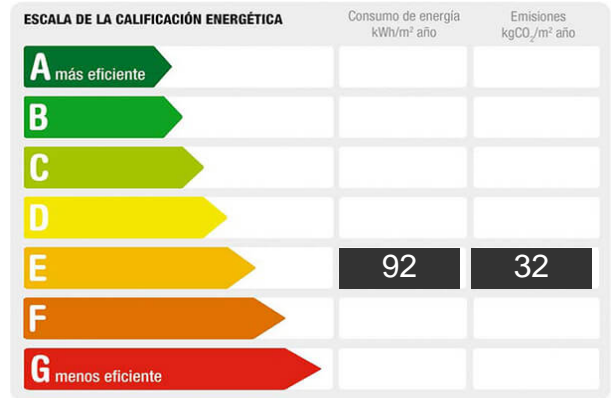 ESCALA DE LA CALIFICACIÓN ENERGÉTICA
Consumo de energía
kWh/m² año
Emisiones
kgCO₂/m² año
A más eficiente
B
C
D
E 92 32
F
G menos eficiente